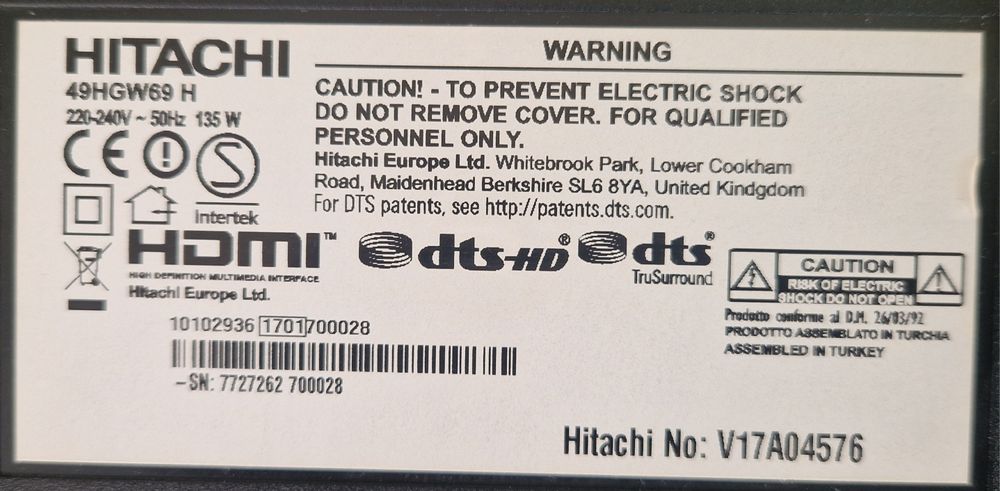 HITACHI
49HGW69 H
220-240V ~ 50Hz 135 W
CE
S
Intertek
WARNING
CAUTION! - TO PREVENT ELECTRIC SHOCK
DO NOT REMOVE COVER. FOR QUALIFIED
PERSONNEL ONLY.
Hitachi Europe Ltd. Whitebrook Park, Lower Cookham
Road, Maidenhead Berkshire SL6 8YA, United Kindgdom
For DTS patents, see http://patents.dts.com.
HDMI™
HIGH DEFINITION MULTIMEDIA INTERFACE
Hitachi Europe Ltd.
dts-HD®
dts®
TruSurround
CAUTION
RISK OF ELECTRIC
SHOCK DO NOT OPEN
Prodotto conforme al D.M. 26/03/92
PRODOTTO ASSEMBLATO IN TURCHIA
ASSEMBLED IN TURKEY
10102936 1701 700028
-SN: 7727262 700028
Hitachi No: V17A04576